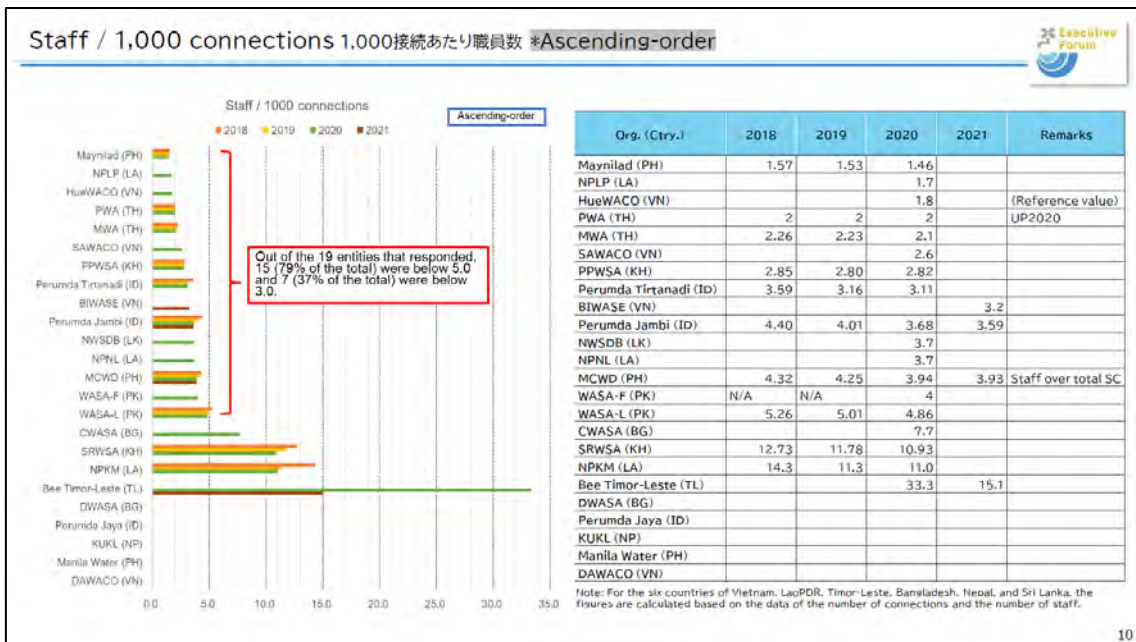 Staff / 1,000 connections 1,000接続あたり職員数 *Ascending-order
Executive
Forum
Staff / 1000 connections
2018 2019 2020 2021
Ascending-order
Maynilad (PH)
NPLP (LA)
HueWACO (VN)
PWA (TH)
MWA (TH)
SAWACO (VN)
PPWSA (KH)
Perumda Tirtanadi (ID)
BIWASE (VN)
Perumda Jambi (ID)
NWSDB (LK)
NPNL (LA)
MCWD (PH)
WASA-F (PK)
WASA-L (PK)
CWASA (BG)
SRWSA (KH)
NPKM (LA)
Bee Timor-Leste (TL)
DWASA (BG)
Perumda Jaya (ID)
KUKL (NP)
Manila Water (PH)
DAWACO (VN)
0.0 5.0 10.0 15.0 20.0 25.0 30.0 35.0
Out of the 19 entities that responded,
15 (79% of the total) were below 5.0
and 7 (37% of the total) were below
3.0.
Org. (Ctry.) 2018 2019 2020 2021 Remarks
Maynilad (PH) 1.57 1.53 1.46
NPLP (LA) 1.7
HueWACO (VN) 1.8 (Reference value)
PWA (TH) 2 2 2 UP2020
MWA (TH) 2.26 2.23 2.1
SAWACO (VN) 2.6
PPWSA (KH) 2.85 2.80 2.82
Perumda Tirtanadi (ID) 3.59 3.16 3.11
BIWASE (VN) 3.2
Perumda Jambi (ID) 4.40 4.01 3.68 3.59
NWSDB (LK) 3.7
NPNL (LA) 3.7
MCWD (PH) 4.32 4.25 3.94 3.93 Staff over total SC
WASA-F (PK) N/A N/A 4
WASA-L (PK) 5.26 5.01 4.86
CWASA (BG) 7.7
SRWSA (KH) 12.73 11.78 10.93
NPKM (LA) 14.3 11.3 11.0
Bee Timor-Leste (TL) 33.3 15.1
DWASA (BG)
Perumda Jaya (ID)
KUKL (NP)
Manila Water (PH)
DAWACO (VN)
Note: For the six countries of Vietnam, LaoPDR, Timor-Leste, Bangladesh, Nepal, and Sri Lanka, the
figures are calculated based on the data of the number of connections and the number of staff.
10